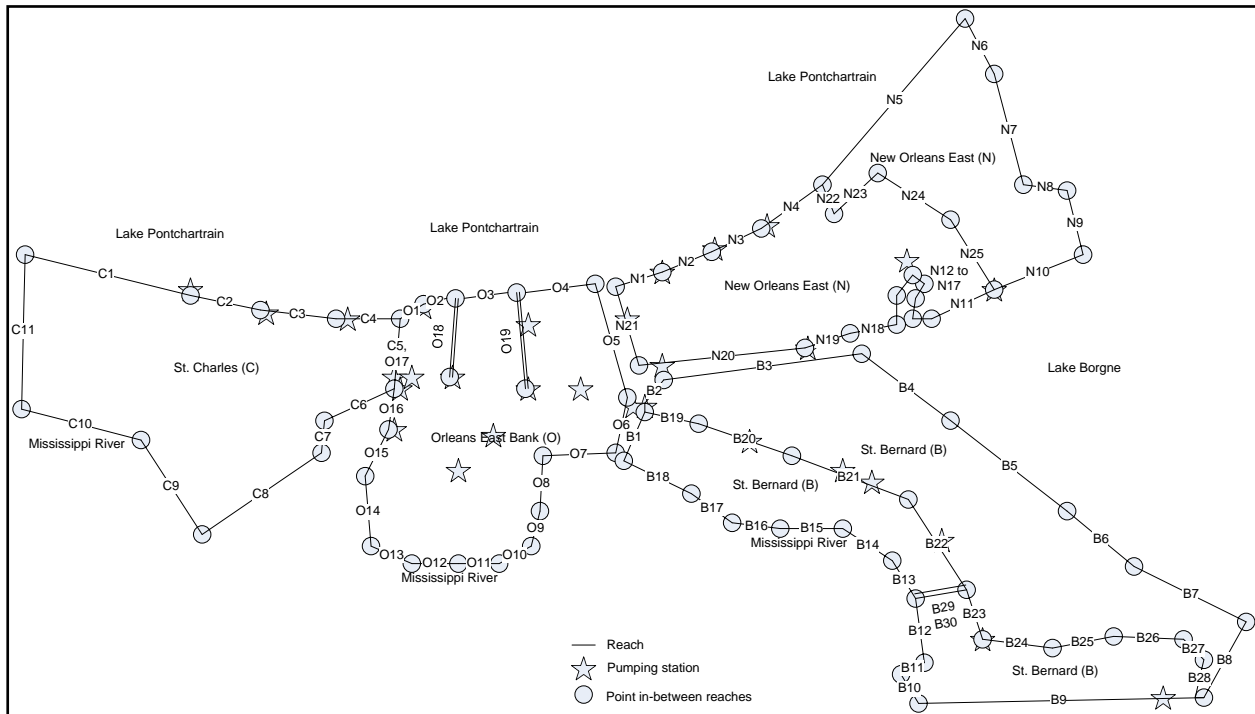 N6
Lake Pontchartrain
N5
N7
New Orleans East (N)
N4
N22
N23
N24
N8
N9
N3
N2
N1
N25
N10
N12 to
N17
N11
Lake Pontchartrain
Lake Pontchartrain
New Orleans East (N)
C1
C2
C3
C4
O1
O2
O3
O4
O5
N21
N18
N19
N20
C11
C5,
O17
O18
O19
B3
St. Charles (C)
Lake Borgne
B2
B4
C6
O16
O6
B1
B19
B20
C10
Mississippi River
C7
Orleans East Bank (O)
St. Bernard (B)
O15
O7
B5
C9
C8
O8
B18
B21
St. Bernard (B)
O14
B17
O9
B16
B15
Mississippi River
B14
B22
B6
O13
O12
O11
O10
Mississippi River
B13
B7
B29
B30
B23
B12
B24
B25
B26
B27
B8
Reach
B11
St. Bernard (B)
Pumping station
B10
B28
B9
Point in-between reaches